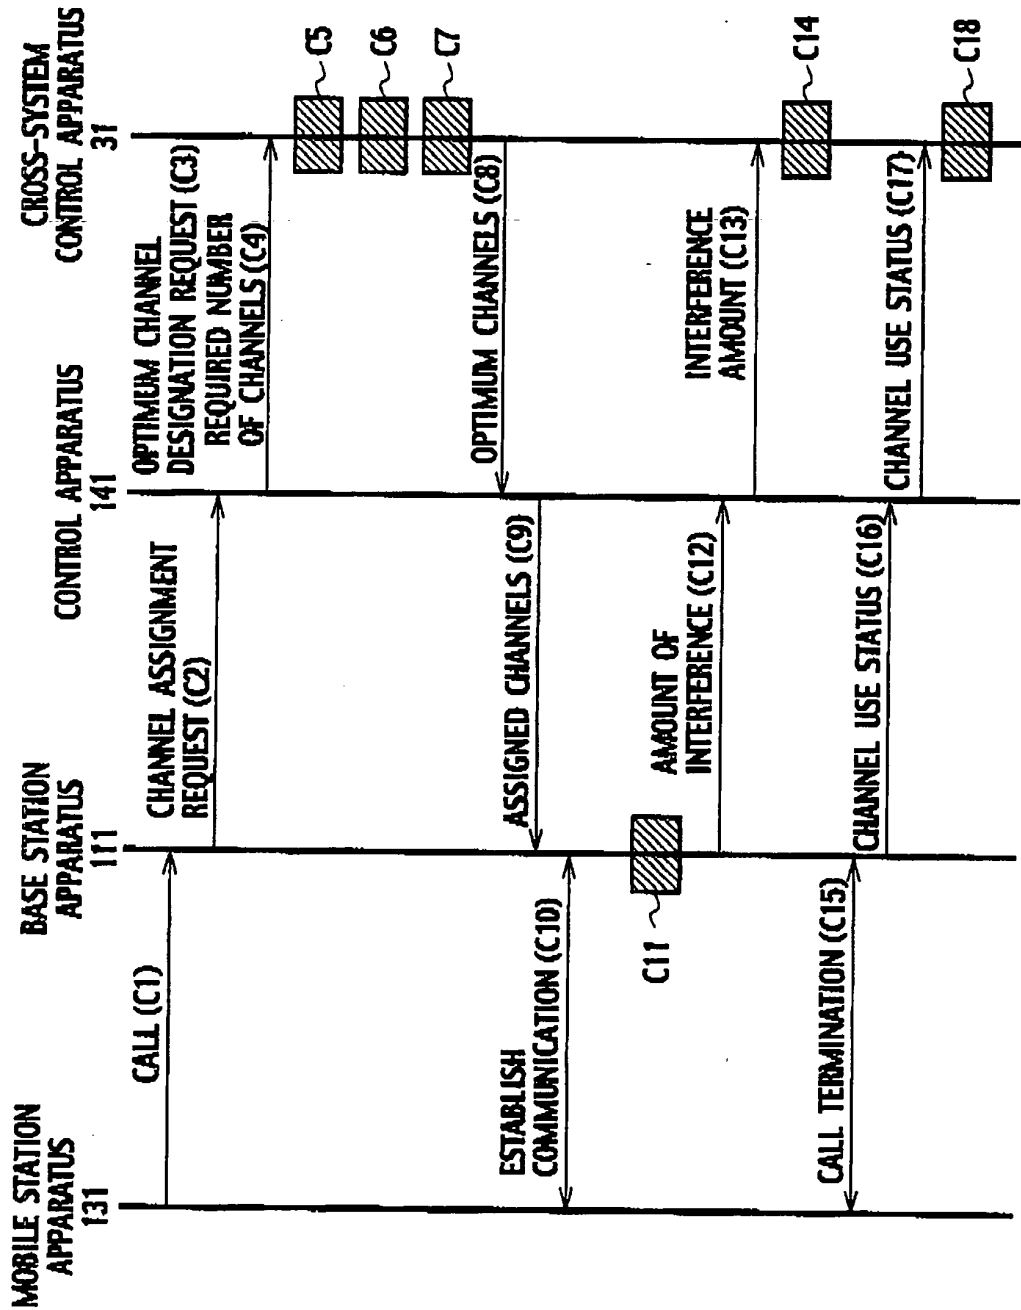 MOBILE STATION
APPARATUS
131
BASE STATION
APPARATUS
111
CONTROL APPARATUS
141
CROSS-SYSTEM
CONTROL APPARATUS
31
CALL (C1)
CHANNEL ASSIGNMENT
REQUEST (C2)
OPTIMUM CHANNEL
DESIGNATION REQUEST (C3)
REQUIRED NUMBER
OF CHANNELS (C4)
C5
C6
C7
OPTIMUM CHANNELS (C8)
ASSIGNED CHANNELS (C9)
ESTABLISH
COMMUNICATION (C10)
C11
AMOUNT OF
INTERFERENCE (C12)
INTERFERENCE
AMOUNT (C13)
C14
CALL TERMINATION (C15)
CHANNEL USE STATUS (C16)
CHANNEL USE STATUS (C17)
C18